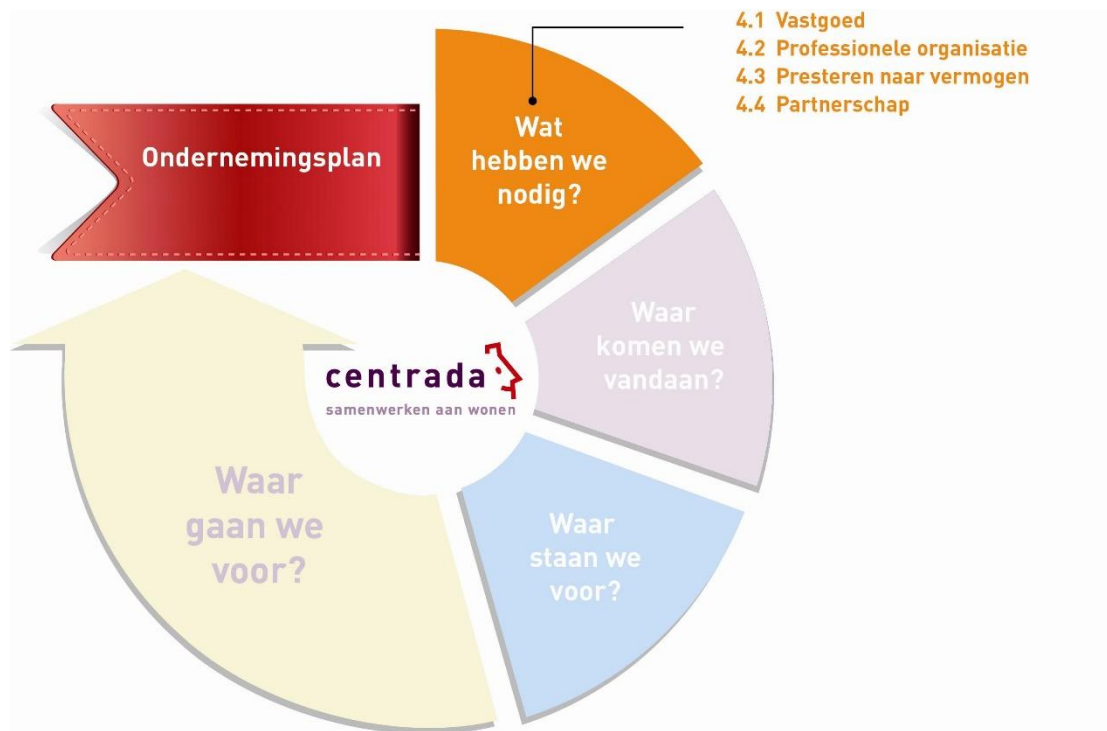 4.1 Vastgoed
4.2 Professionele organisatie
4.3 Presteren naar vermogen
4.4 Partnerschap
Ondernemingsplan
Wat
hebben we
nodig?
Waar
komen we
vandaan?
centrada
samenwerken aan wonen
Waar
staan we
voor?
Waar
gaan we
voor?